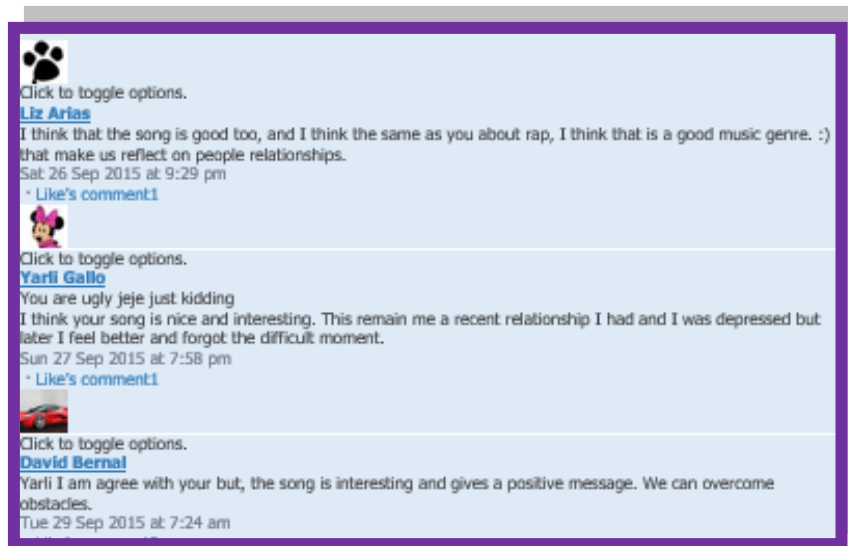 Click to toggle options.
Liz Arias
I think that the song is good too, and I think the same as you about rap, I think that is a good music genre. :)
that make us reflect on people relationships.
Sat 26 Sep 2015 at 9:29 pm
· Like's comment1
Click to toggle options.
Yarli Gallo
You are ugly jeje just kidding
I think your song is nice and interesting. This remain me a recent relationship I had and I was depressed but
later I feel better and forgot the difficult moment.
Sun 27 Sep 2015 at 7:58 pm
· Like's comment1
Click to toggle options.
David Bernal
Yarli I am agree with your but, the song is interesting and gives a positive message. We can overcome
obstacles.
Tue 29 Sep 2015 at 7:24 am